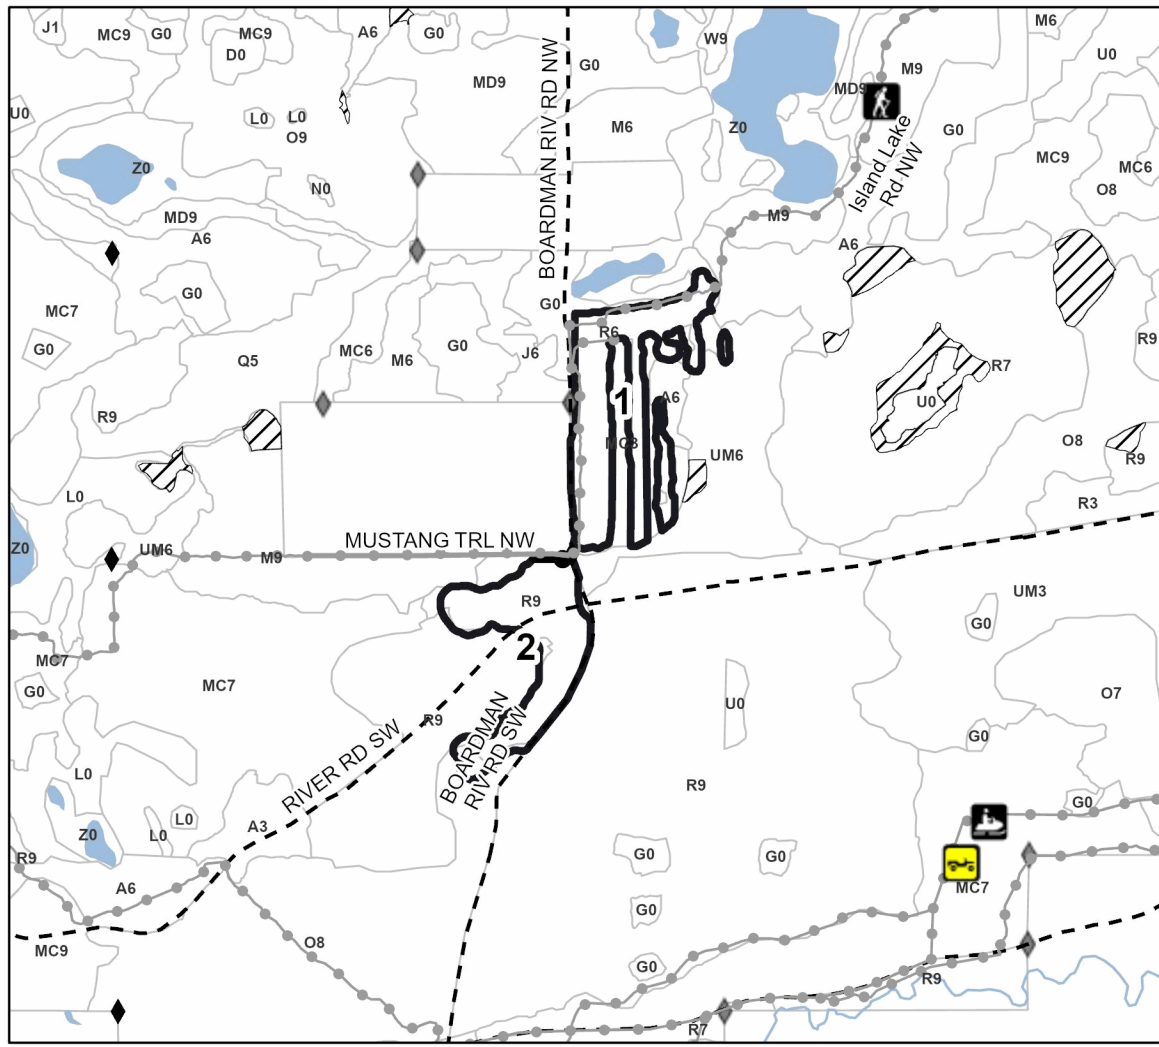 J1
MC9
G0
MC9
D0
A6
G0
MD9
G0
W9
MD9
M9
M6
U0
U0
L0
L0
O9
M6
Z0
G0
MC9
MC6
O8
Z0
N0
MD9
A6
BOARDMAN RIV RD NW
Island Lake
Rd NW
M9
A6
G0
MC7
G0
G0
Q5
MC6
M6
G0
J6
R6
R9
R7
U0
1
A6
MC8
R9
UM6
O8
R9
R3
L0
Z0
UM6
M9
MUSTANG TRL NW
R9
2
UM3
G0
MC7
G0
MC7
R9
U0
O7
G0
BOARDMAN
RIV RD SW
RIVER RD SW
L0
Z0
L0
L0
A3
R9
G0
R9
A6
G0
G0
MC7
MC9
O8
G0
G0
R9
R7